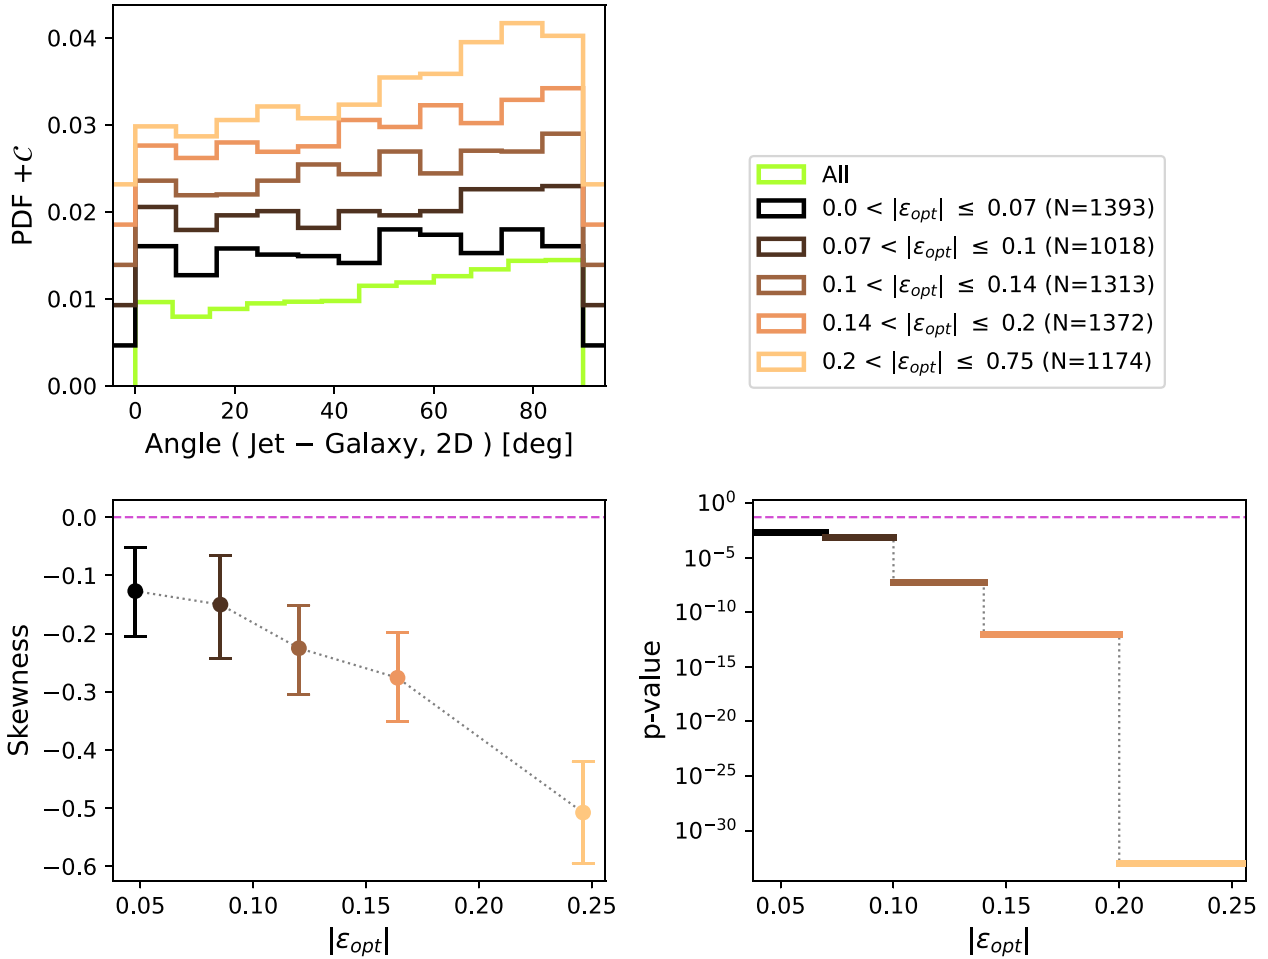 0.04
0.03
0.02
0.01
0.00
PDF +𝒞
0 20 40 60 80
Angle ( Jet − Galaxy, 2D ) [deg]
All
0.0 < |ε_opt| ≤ 0.07 (N=1393)
0.07 < |ε_opt| ≤ 0.1 (N=1018)
0.1 < |ε_opt| ≤ 0.14 (N=1313)
0.14 < |ε_opt| ≤ 0.2 (N=1372)
0.2 < |ε_opt| ≤ 0.75 (N=1174)
0.0
−0.1
−0.2
−0.3
−0.4
−0.5
−0.6
Skewness
0.05 0.10 0.15 0.20 0.25
|ε_opt|
10^0
10^−5
10^−10
10^−15
10^−20
10^−25
10^−30
p-value
0.05 0.10 0.15 0.20 0.25
|ε_opt|